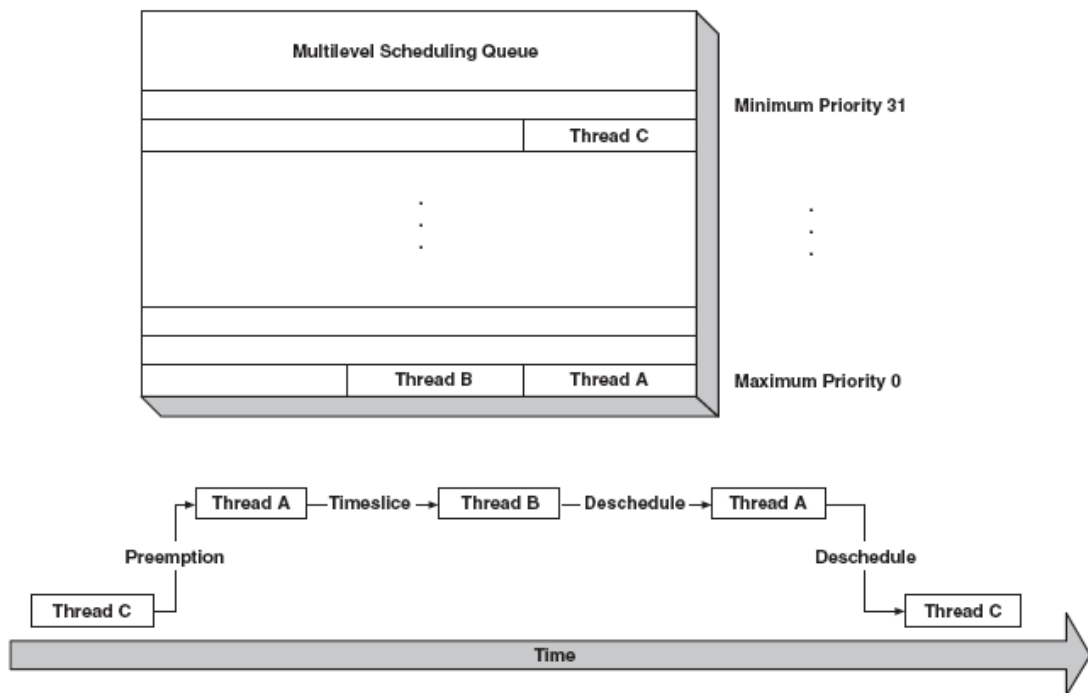 Multilevel Scheduling Queue
Minimum Priority 31
Thread C
.
.
.
.
.
.
Thread B
Thread A
Maximum Priority 0
Thread A
Timeslice
Thread B
Deschedule
Thread A
Preemption
Deschedule
Thread C
Thread C
Time